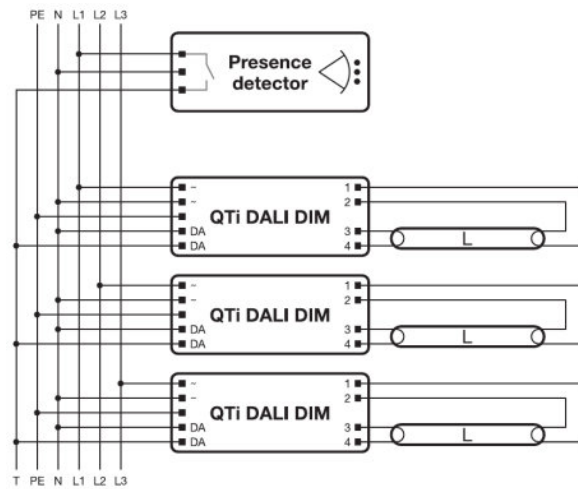 PE N L1 L2 L3
Presence
detector
~ 1
~ 2
QTi DALI DIM
DA 3
DA 4
L
~ 1
~ 2
QTi DALI DIM
DA 3
DA 4
L
~ 1
~ 2
QTi DALI DIM
DA 3
DA 4
L
T PE N L1 L2 L3